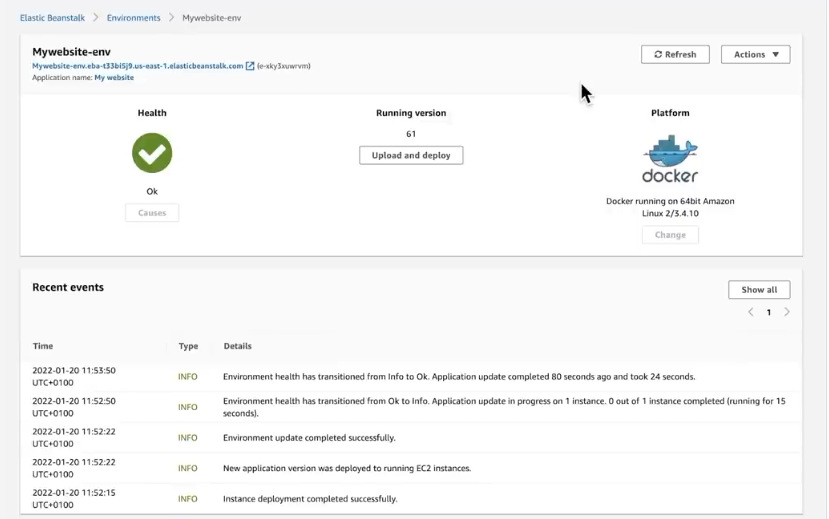 Elastic Beanstalk > Environments > Mywebsite-env
Mywebsite-env
Mywebsite-env.eba-t33bi5j9.us-east-1.elasticbeanstalk.com (e-xky3xuwrvm)
Application name: My website
Refresh
Actions
Health
Ok
Causes
Running version
61
Upload and deploy
Platform
docker
Docker running on 64bit Amazon
Linux 2/3.4.10
Change
Recent events
Show all
1
Time Type Details
2022-01-20 11:53:50
UTC+0100
INFO
Environment health has transitioned from Info to Ok. Application update completed 80 seconds ago and took 24 seconds.
2022-01-20 11:52:50
UTC+0100
INFO
Environment health has transitioned from Ok to Info. Application update in progress on 1 instance. 0 out of 1 instance completed (running for 15
seconds).
2022-01-20 11:52:22
UTC+0100
INFO
Environment update completed successfully.
2022-01-20 11:52:22
UTC+0100
INFO
New application version was deployed to running EC2 instances.
2022-01-20 11:52:15
UTC+0100
INFO
Instance deployment completed successfully.